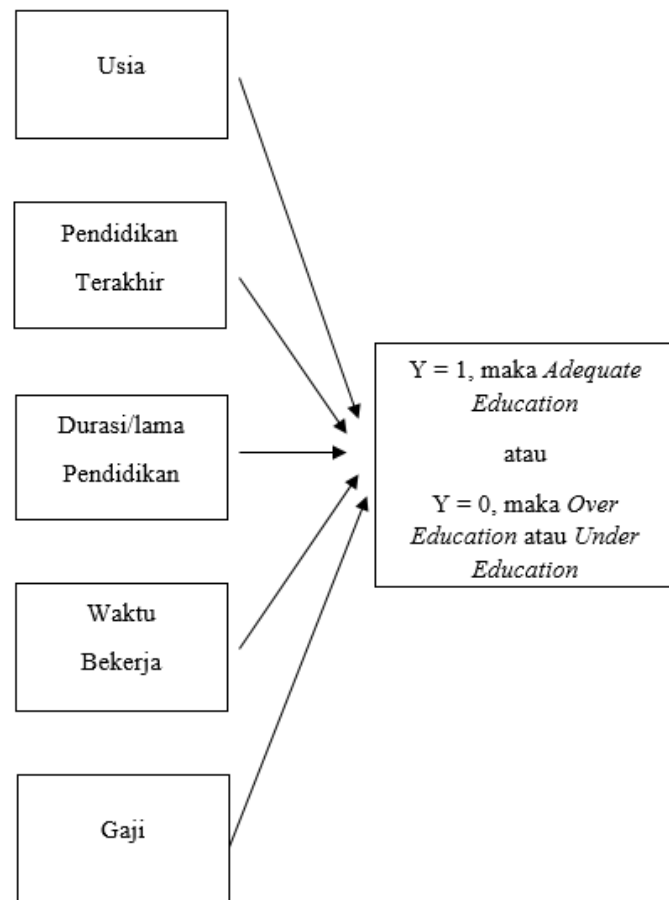 Usia
Pendidikan
Terakhir
Durasi/lama
Pendidikan
Waktu
Bekerja
Gaji
Y = 1, maka Adequate
Education
atau
Y = 0, maka Over
Education atau Under
Education